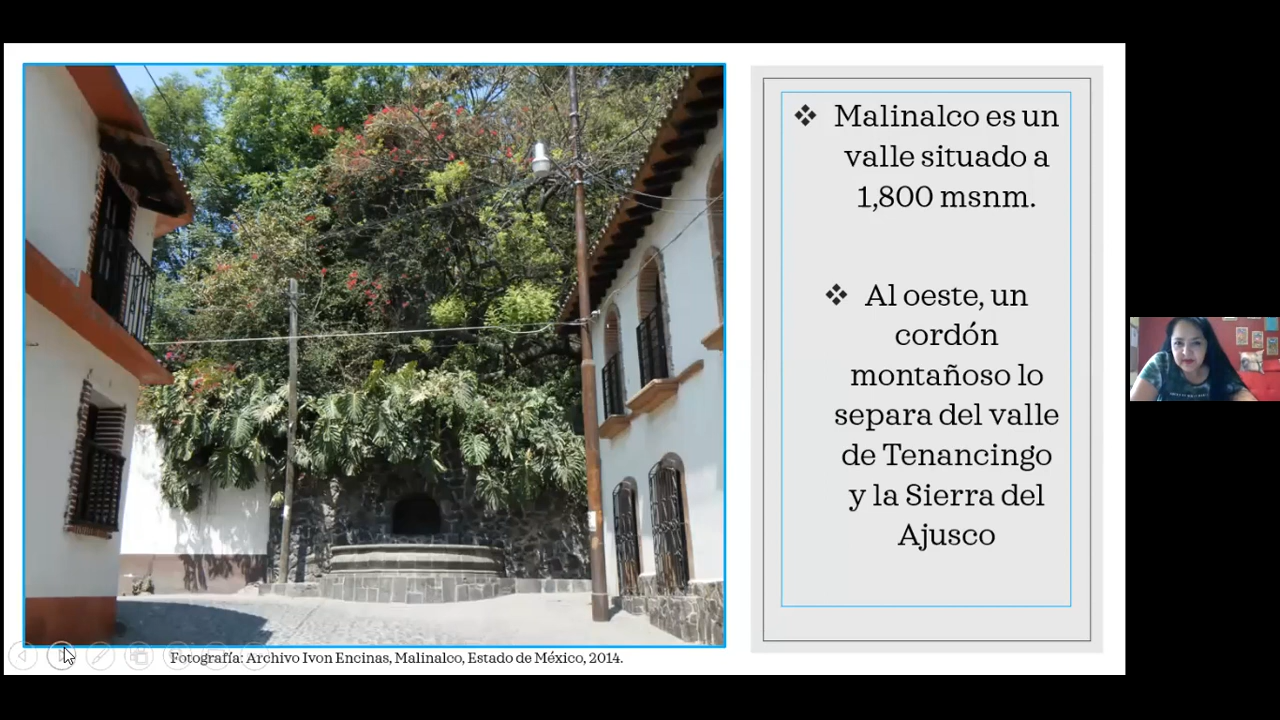 ❖ Malinalco es un
valle situado a
1,800 msnm.
❖ Al oeste, un
cordón
montañoso lo
separa del valle
de Tenancingo
y la Sierra del
Ajusco
Fotografía: Archivo Ivon Encinas, Malinalco, Estado de México, 2014.